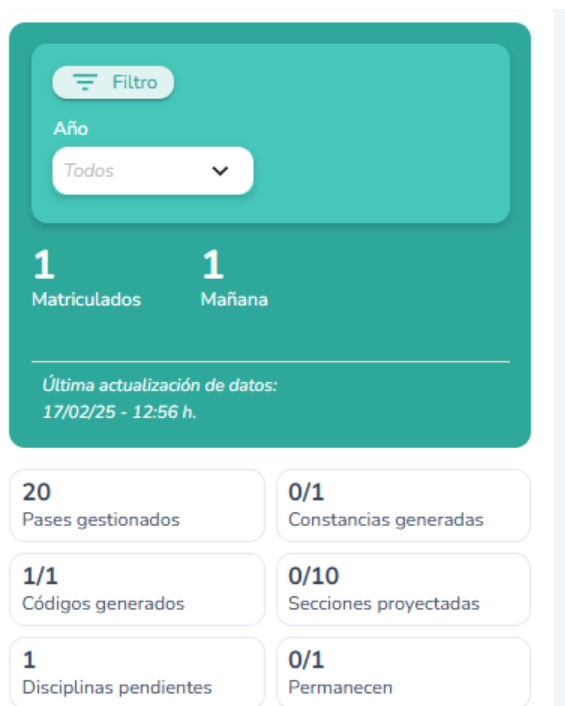 Filtro
Año
Todos
1 1
Matriculados Mañana
Última actualización de datos:
17/02/25 - 12:56 h.
20 0/1
Pases gestionados Constancias generadas
1/1 0/10
Códigos generados Secciones proyectadas
1 0/1
Disciplinas pendientes Permanecen